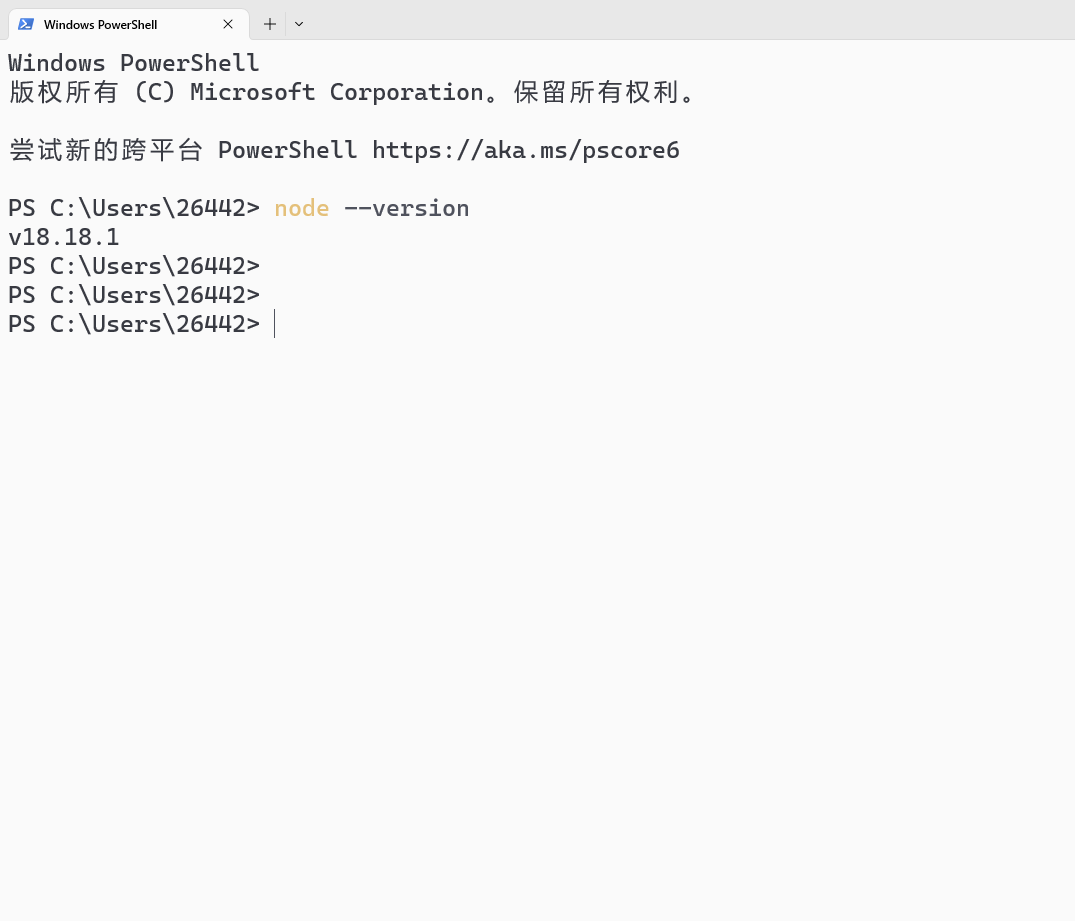 Windows PowerShell
Windows PowerShell
版权所有 (C) Microsoft Corporation。保留所有权利。
尝试新的跨平台 PowerShell https://aka.ms/pscore6
PS C:\Users\26442> node --version
v18.18.1
PS C:\Users\26442>
PS C:\Users\26442>
PS C:\Users\26442>